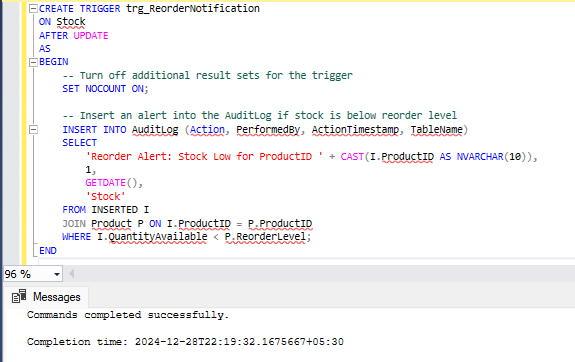 CREATE TRIGGER trg_ReorderNotification
ON Stock
AFTER UPDATE
AS
BEGIN
-- Turn off additional result sets for the trigger
SET NOCOUNT ON;
-- Insert an alert into the AuditLog if stock is below reorder level
INSERT INTO AuditLog (Action, PerformedBy, ActionTimestamp, TableName)
SELECT
'Reorder Alert: Stock Low for ProductID ' + CAST(I.ProductID AS NVARCHAR(10)),
1,
GETDATE(),
'Stock'
FROM INSERTED I
JOIN Product P ON I.ProductID = P.ProductID
WHERE I.QuantityAvailable < P.ReorderLevel;
END
96 %
Messages
Commands completed successfully.
Completion time: 2024-12-28T22:19:32.1675667+05:30